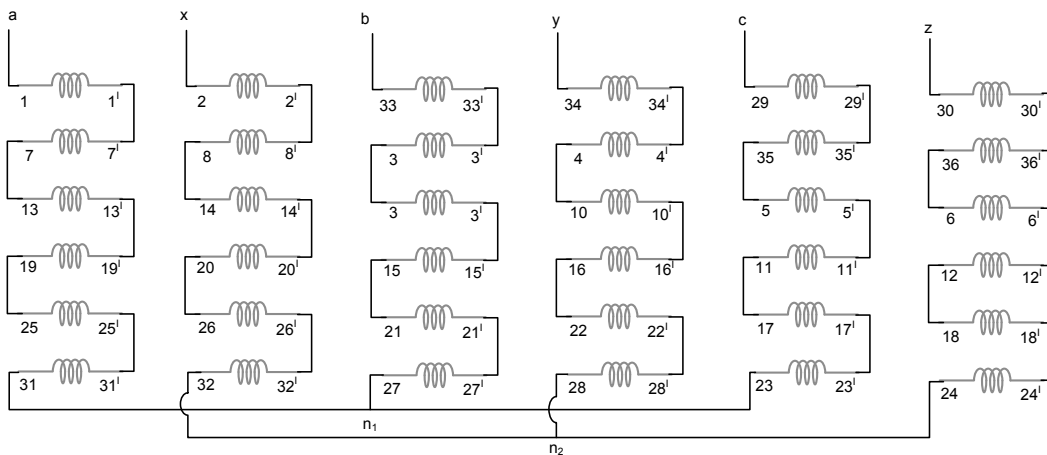 a x b y c z
1 1ᴵ 2 2ᴵ 33 33ᴵ 34 34ᴵ 29 29ᴵ 30 30ᴵ
7 7ᴵ 8 8ᴵ 3 3ᴵ 4 4ᴵ 35 35ᴵ 36 36ᴵ
13 13ᴵ 14 14ᴵ 3 3ᴵ 10 10ᴵ 5 5ᴵ 6 6ᴵ
19 19ᴵ 20 20ᴵ 15 15ᴵ 16 16ᴵ 11 11ᴵ 12 12ᴵ
25 25ᴵ 26 26ᴵ 21 21ᴵ 22 22ᴵ 17 17ᴵ 18 18ᴵ
31 31ᴵ 32 32ᴵ 27 27ᴵ 28 28ᴵ 23 23ᴵ 24 24ᴵ
n₁
n₂